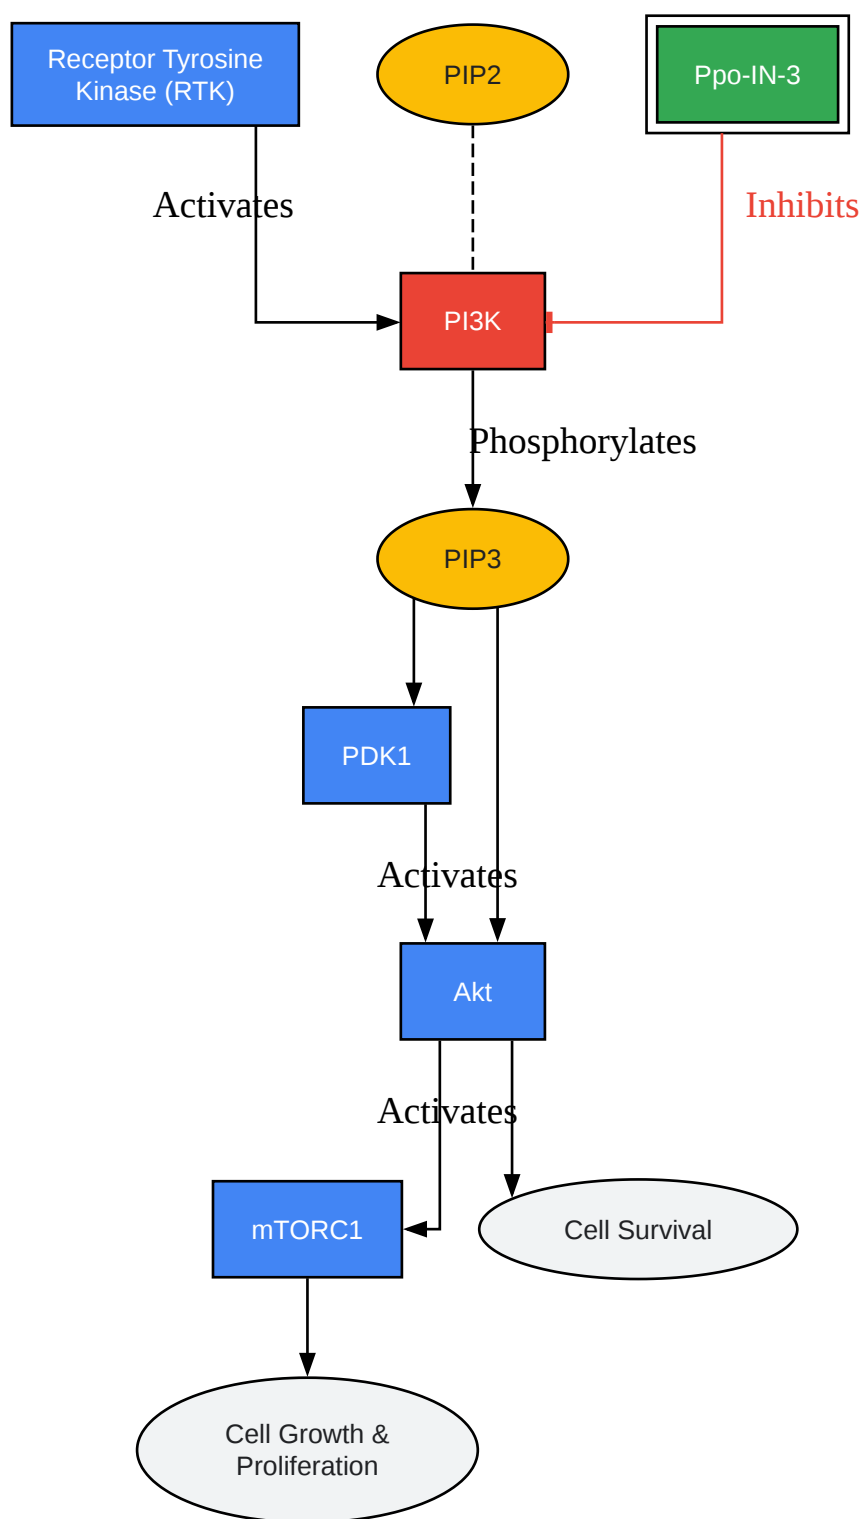 Receptor Tyrosine
Kinase (RTK)
PIP2
Ppo-IN-3
Activates
Inhibits
PI3K
Phosphorylates
PIP3
PDK1
Activates
Akt
Activates
mTORC1
Cell Survival
Cell Growth &
Proliferation